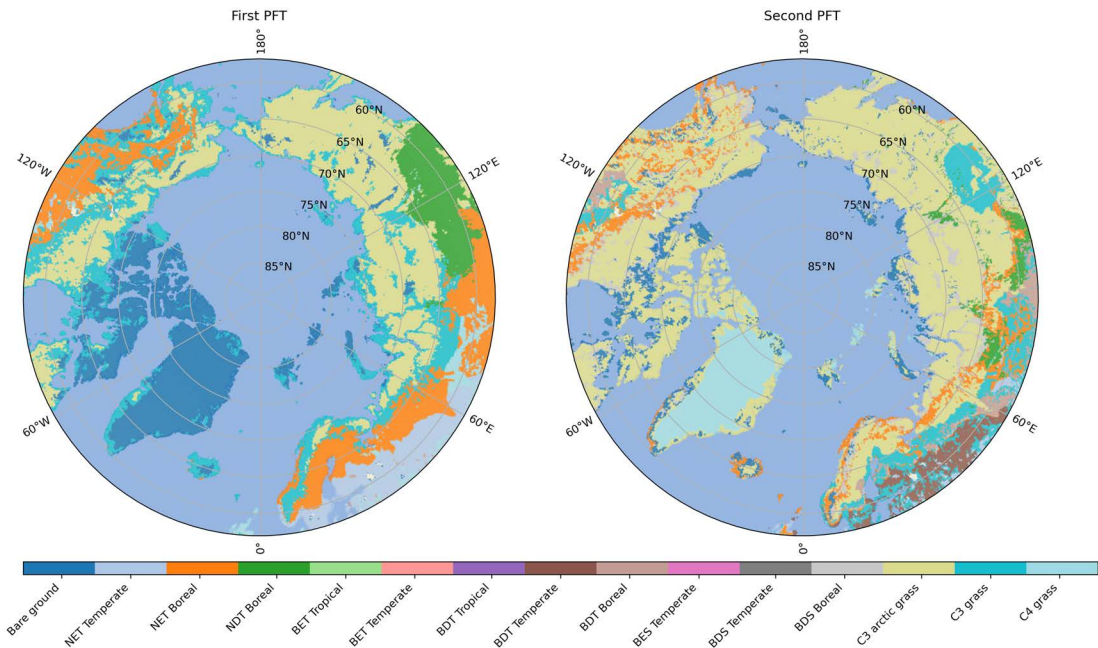 First PFT
Second PFT
180°
180°
60°N
60°N
65°N
65°N
120°W
120°E
120°W
120°E
70°N
70°N
75°N
75°N
80°N
80°N
85°N
85°N
60°W
60°E
60°W
60°E
0°
0°
Bare ground
NET Temperate
NET Boreal
NDT Boreal
BET Tropical
BET Temperate
BDT Tropical
BDT Temperate
BDT Boreal
BES Temperate
BDS Temperate
BDS Boreal
C3 arctic grass
C3 grass
C4 grass